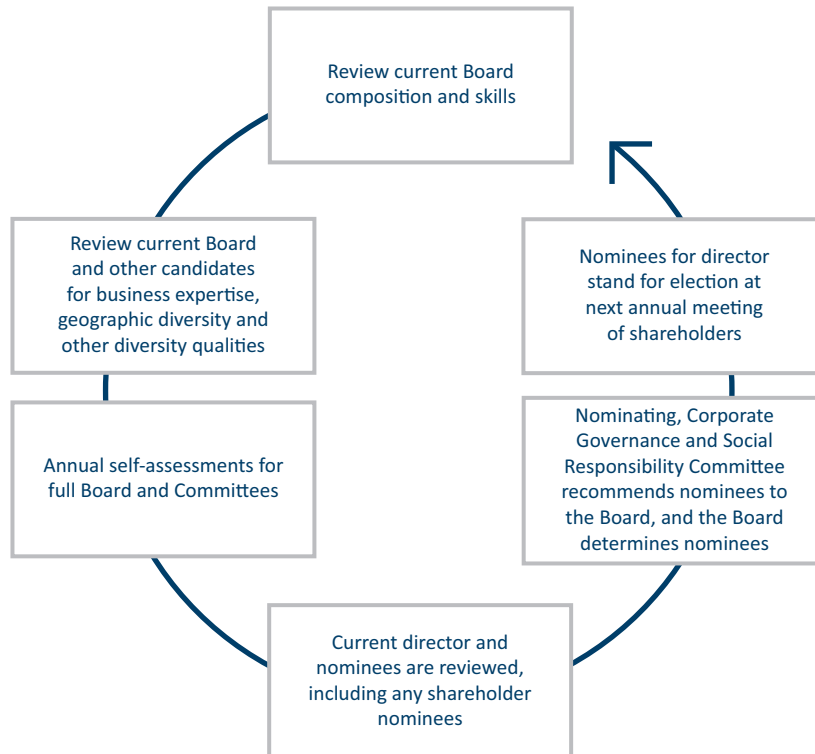 Review current Board
composition and skills
Review current Board
and other candidates
for business expertise,
geographic diversity and
other diversity qualities
Annual self-assessments for
full Board and Committees
Current director and
nominees are reviewed,
including any shareholder
nominees
Nominating, Corporate
Governance and Social
Responsibility Committee
recommends nominees to
the Board, and the Board
determines nominees
Nominees for director
stand for election at
next annual meeting
of shareholders